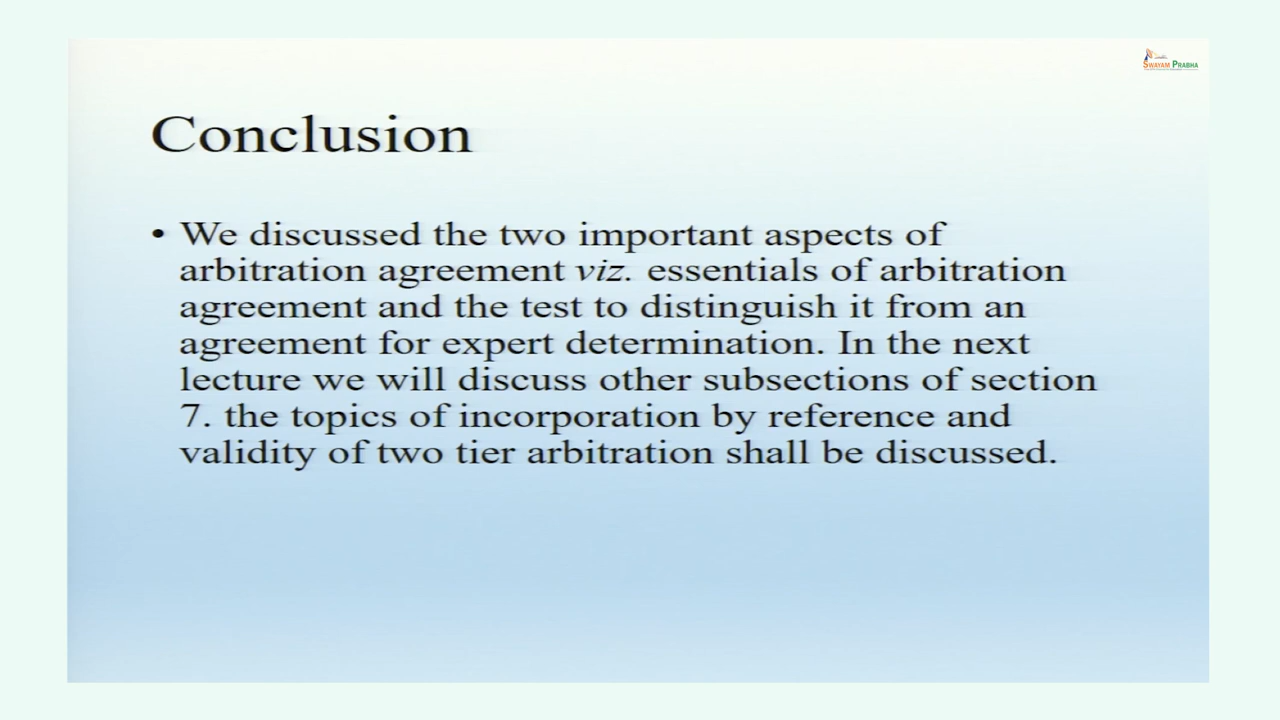 SWAYAM PRABHA
Conclusion
• We discussed the two important aspects of
arbitration agreement viz. essentials of arbitration
agreement and the test to distinguish it from an
agreement for expert determination. In the next
lecture we will discuss other subsections of section
7. the topics of incorporation by reference and
validity of two tier arbitration shall be discussed.